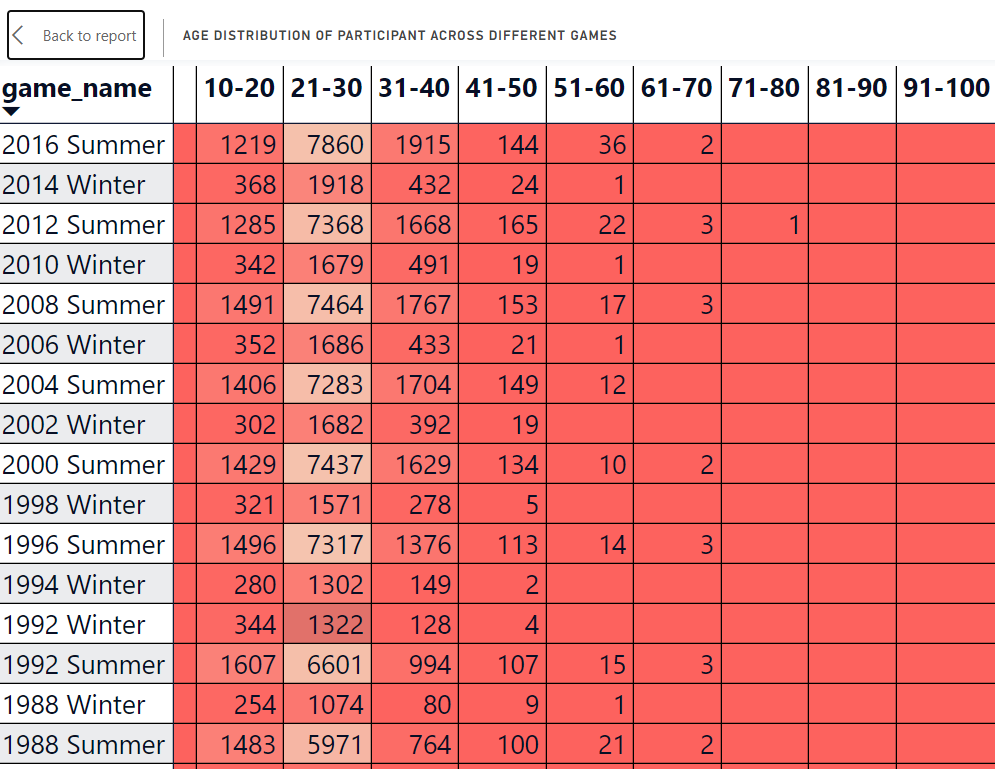 Back to report
AGE DISTRIBUTION OF PARTICIPANT ACROSS DIFFERENT GAMES
game_name 10-20 21-30 31-40 41-50 51-60 61-70 71-80 81-90 91-100
2016 Summer 1219 7860 1915 144 36 2
2014 Winter 368 1918 432 24 1
2012 Summer 1285 7368 1668 165 22 3 1
2010 Winter 342 1679 491 19 1
2008 Summer 1491 7464 1767 153 17 3
2006 Winter 352 1686 433 21 1
2004 Summer 1406 7283 1704 149 12
2002 Winter 302 1682 392 19
2000 Summer 1429 7437 1629 134 10 2
1998 Winter 321 1571 278 5
1996 Summer 1496 7317 1376 113 14 3
1994 Winter 280 1302 149 2
1992 Winter 344 1322 128 4
1992 Summer 1607 6601 994 107 15 3
1988 Winter 254 1074 80 9 1
1988 Summer 1483 5971 764 100 21 2